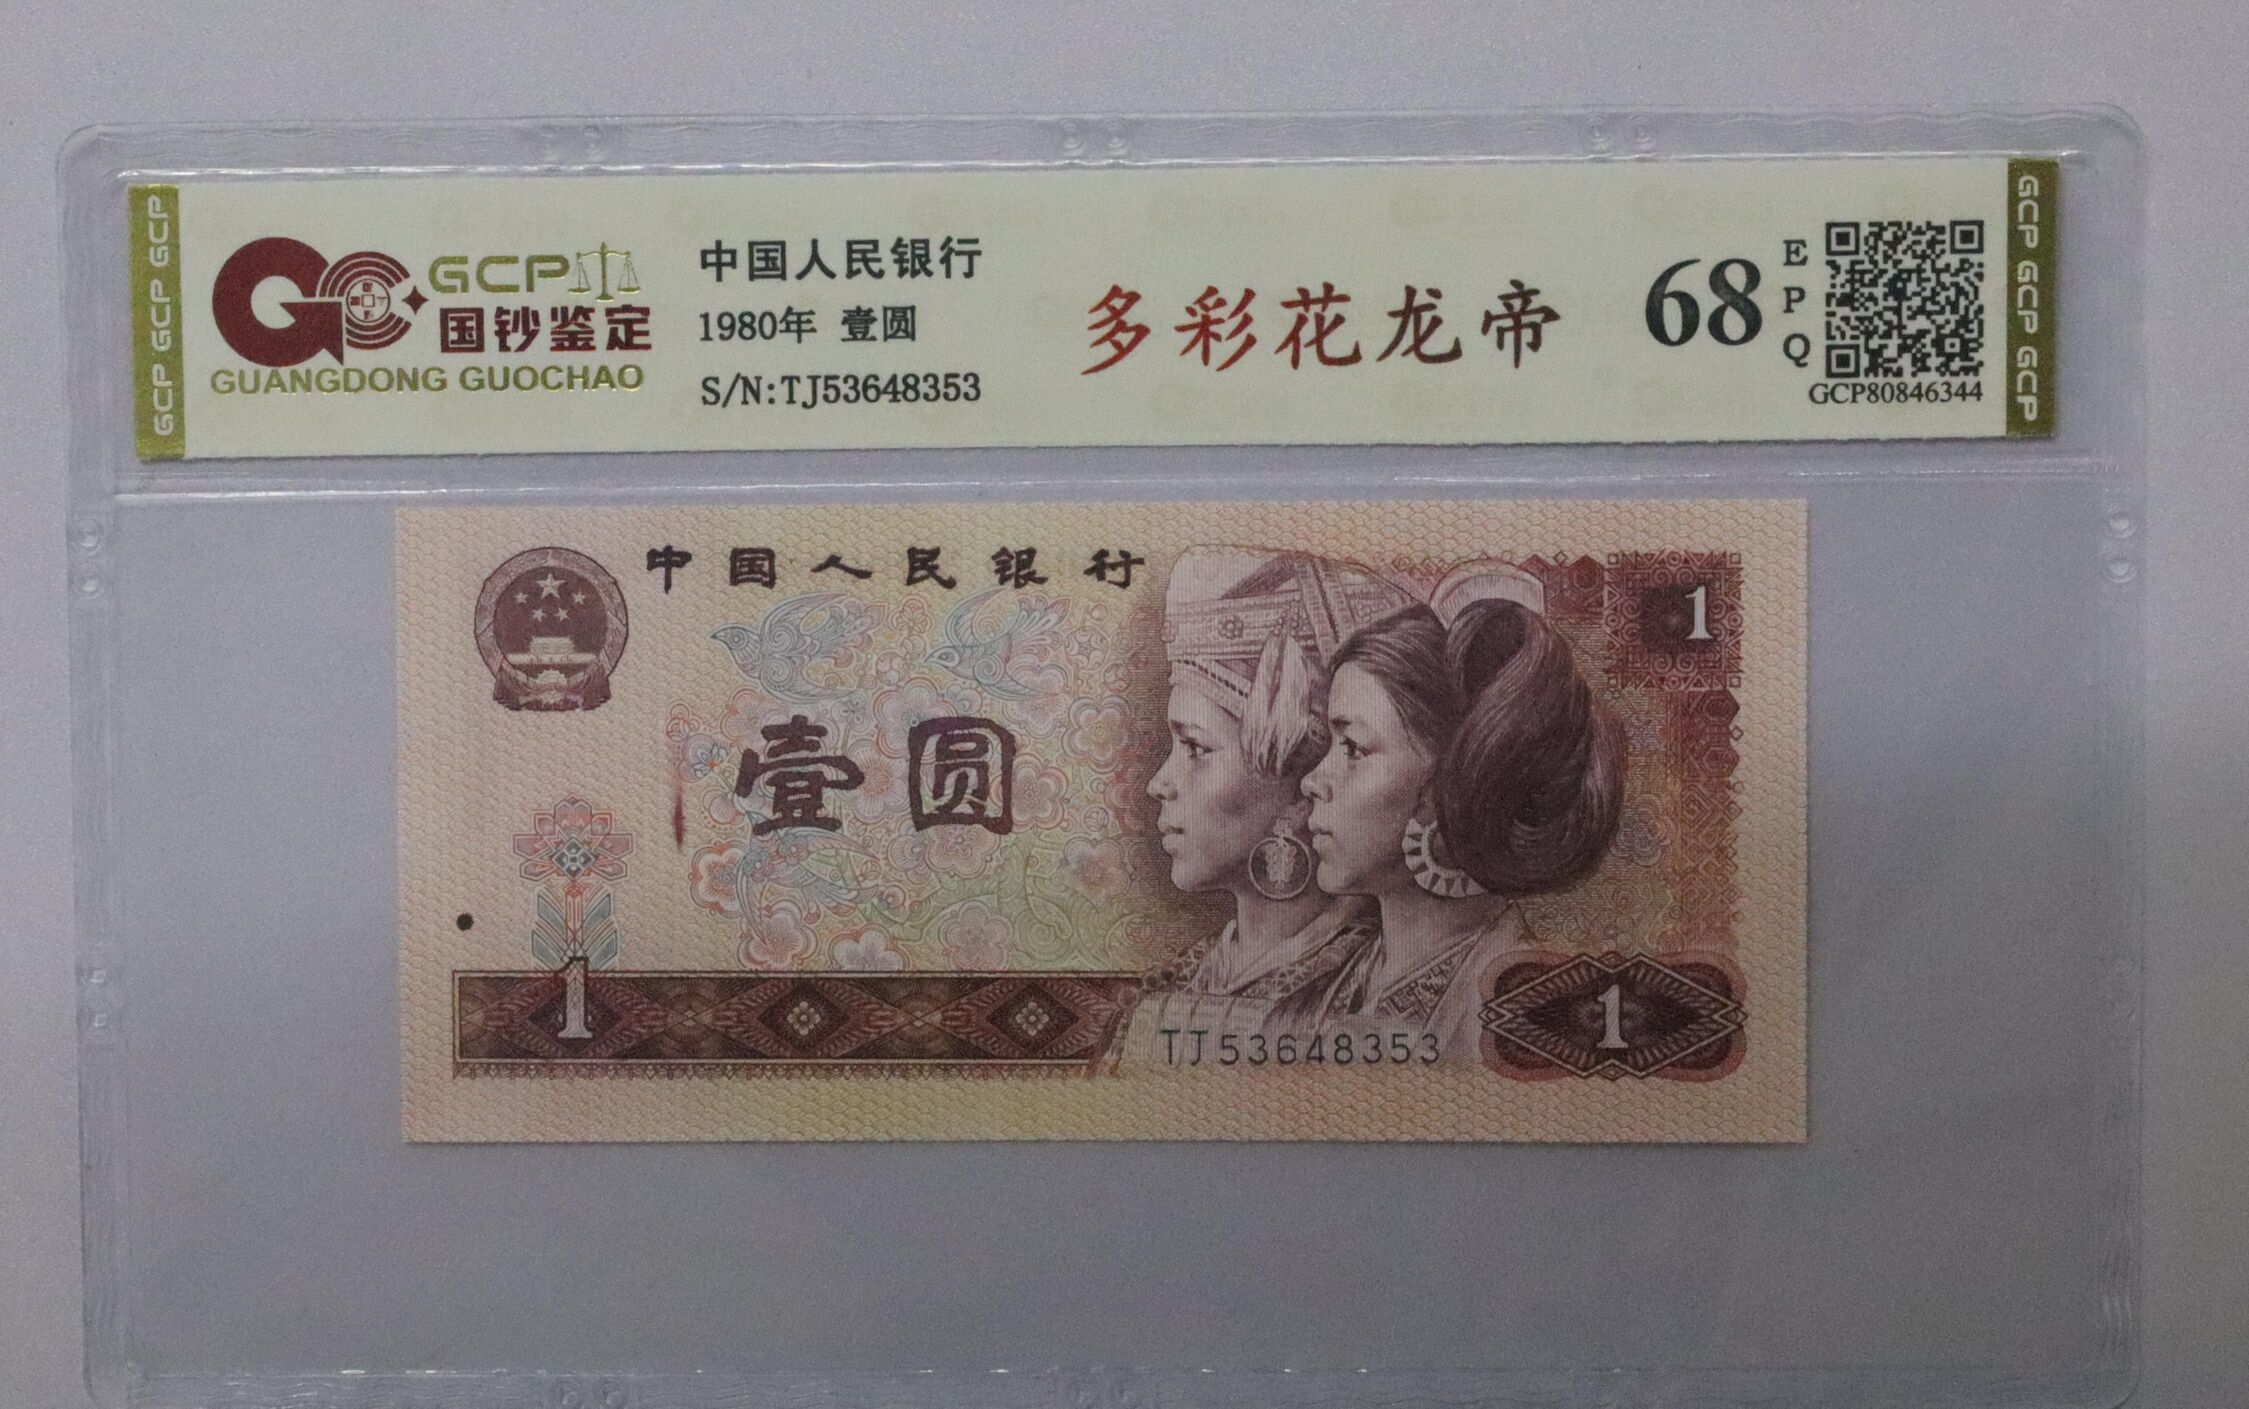 GCP GCP GCP
GCP
国钞鉴定
GUANGDONG GUOCHAO
中国人民银行
1980年 壹圆
S/N:TJ53648353
多彩花龙帝
68
E
P
Q
GCP80846344
GCP GCP GCP
中国人民银行
1
壹圆
1
1
TJ53648353